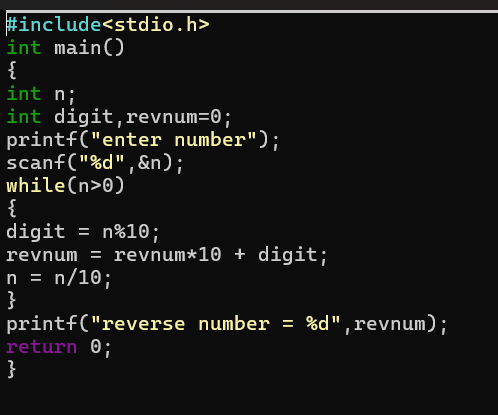 #include<stdio.h>
int main()
{
int n;
int digit,revnum=0;
printf("enter number");
scanf("%d",&n);
while(n>0)
{
digit = n%10;
revnum = revnum*10 + digit;
n = n/10;
}
printf("reverse number = %d",revnum);
return 0;
}